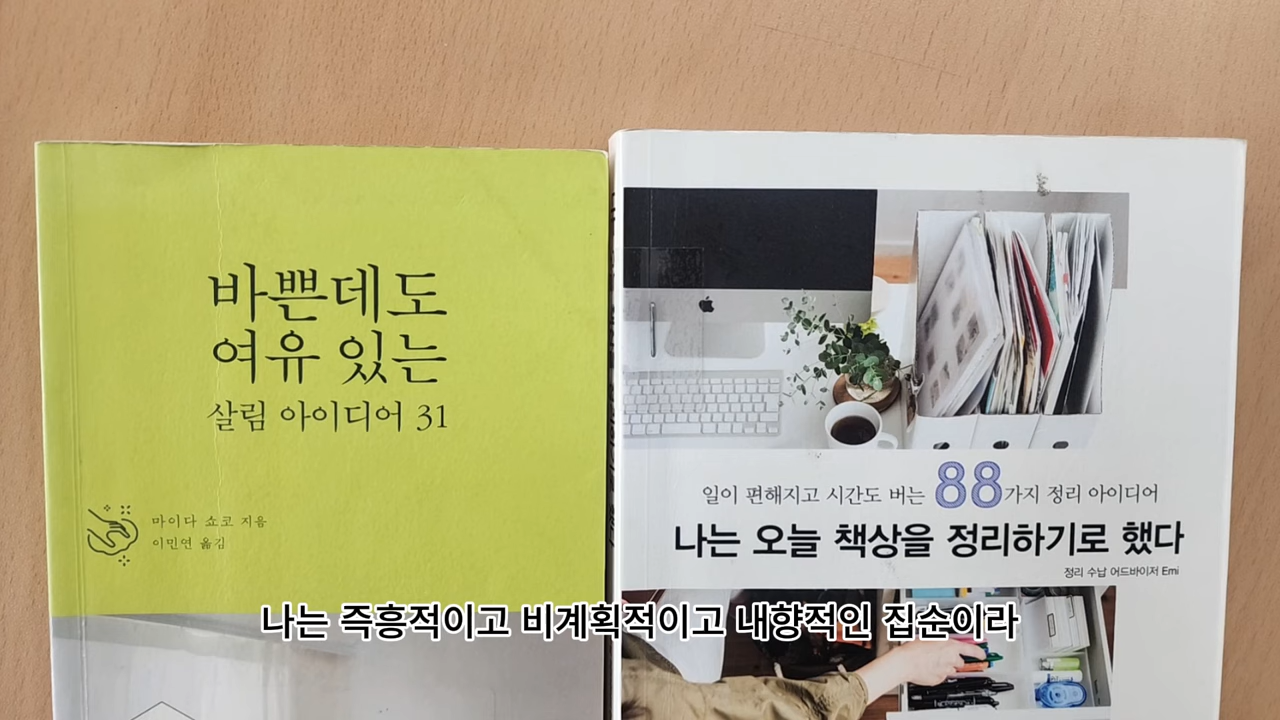 바쁜데도
여유 있는
살림 아이디어 31
마이다 쇼코 지음
이민연 옮김
일이 편해지고 시간도 버는 88가지 정리 아이디어
나는 오늘 책상을 정리하기로 했다
정리 수납 어드바이저 Emi
나는 즉흥적이고 비계획적이고 내향적인 집순이라